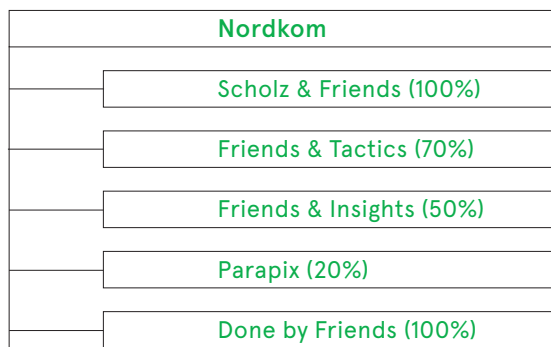 Nordkom
Scholz & Friends (100%)
Friends & Tactics (70%)
Friends & Insights (50%)
Parapix (20%)
Done by Friends (100%)